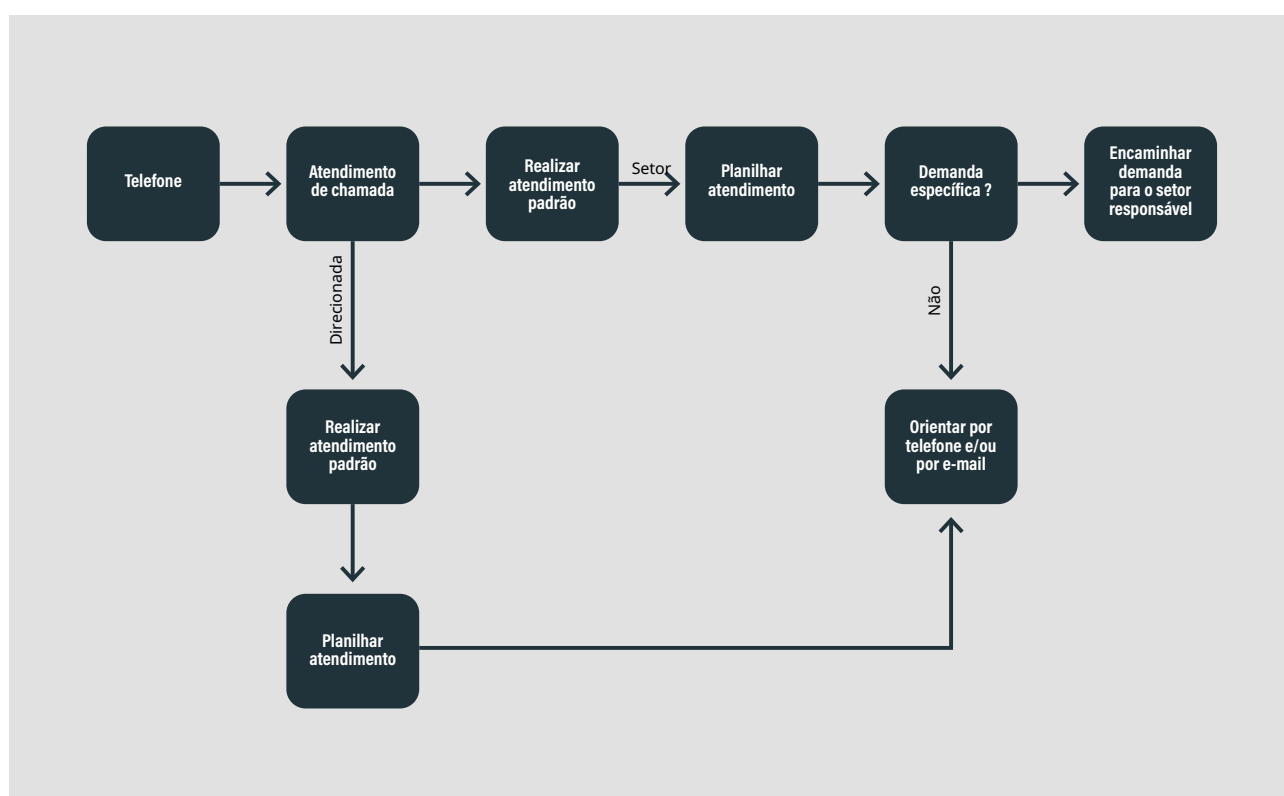 Telefone
Atendimento
de chamada
Realizar
atendimento
padrão
Setor
Planilhar
atendimento
Demanda
específica ?
Encaminhar
demanda
para o setor
responsável
Direcionada
Não
Realizar
atendimento
padrão
Orientar por
telefone e/ou
por e-mail
Planilhar
atendimento